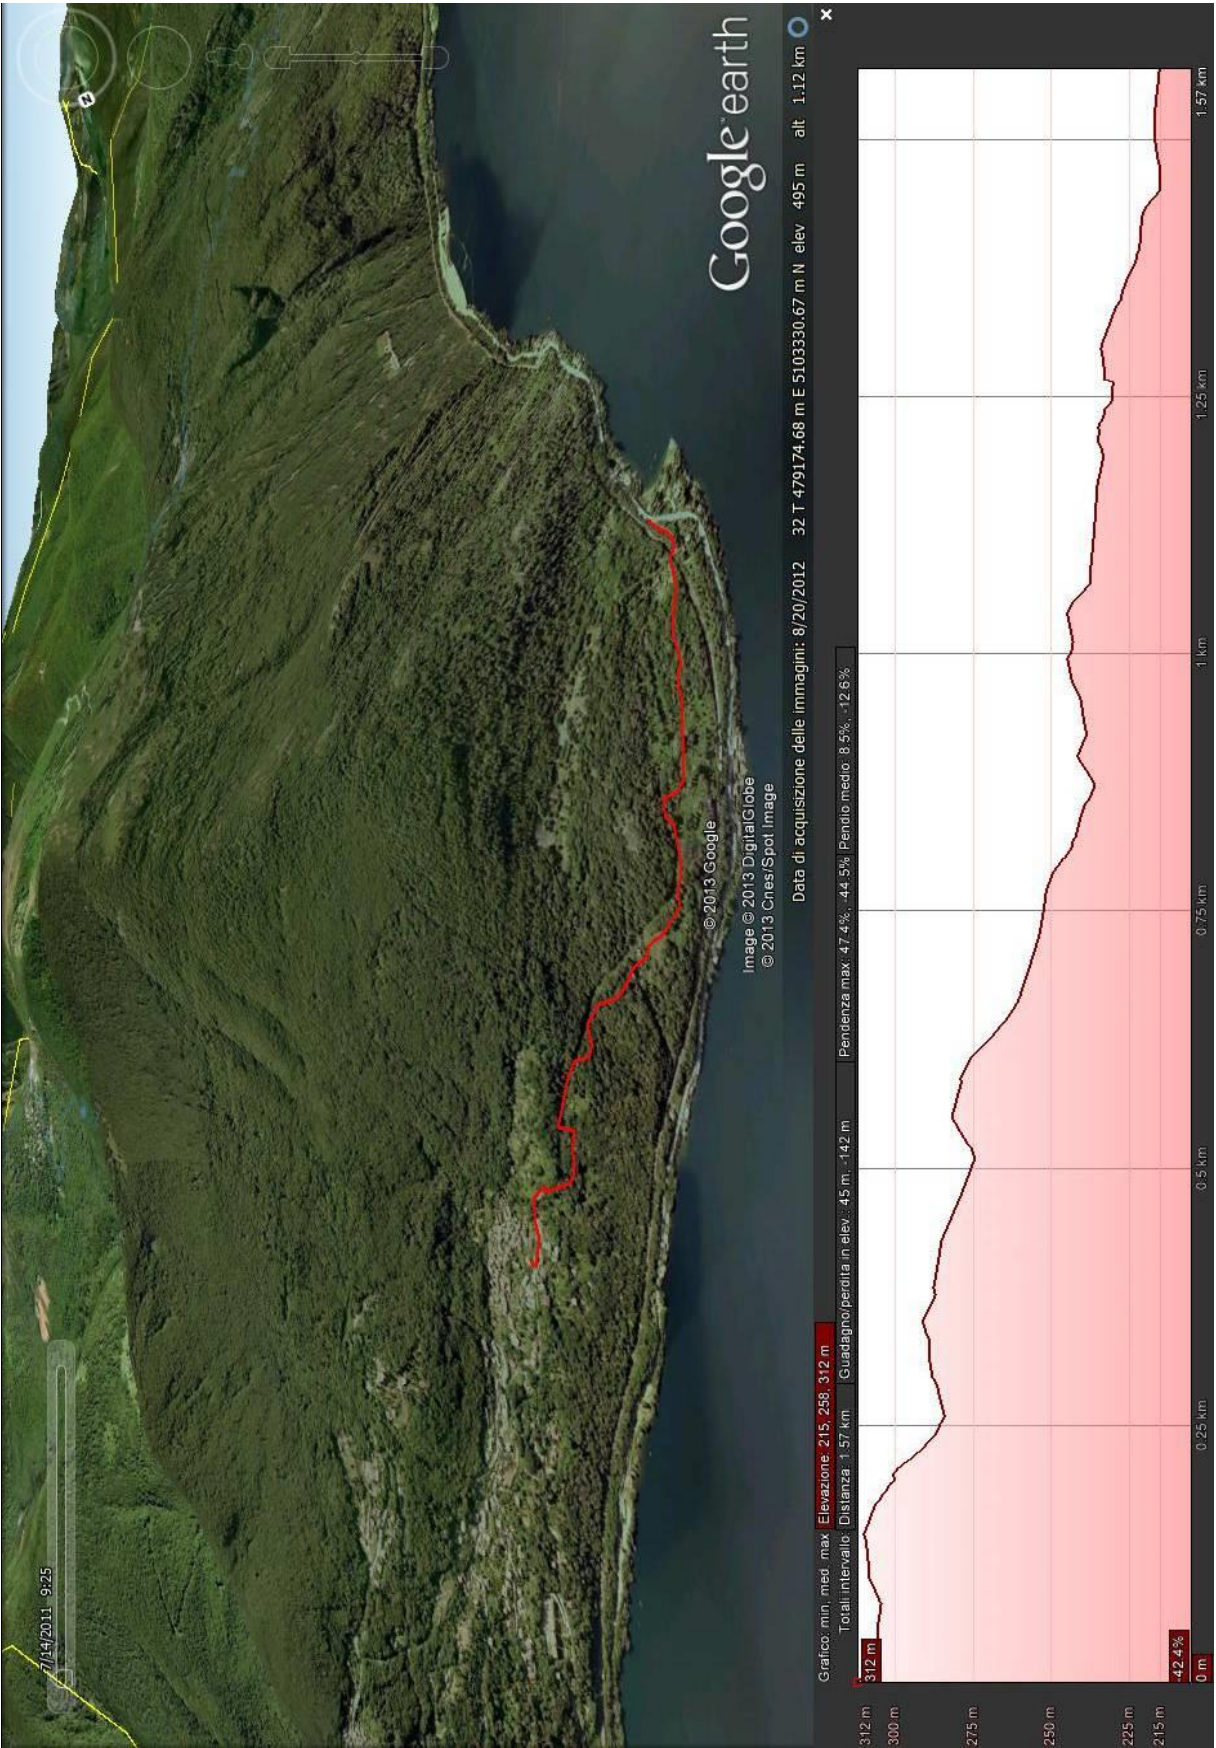 7/14/2011 9:25
© 2013 Google
Image © 2013 DigitalGlobe
© 2013 Cnes/Spot Image
Google earth
Data di acquisizione delle immagini: 8/20/2012 32 T 479174.68 m E 5103330.67 m N elev 495 m alt 1.12 km
Grafico: min, med, max Elevazione: 215, 258, 312 m
Totali intervallo: Distanza: 1.57 km Guadagno/perdita in elev.: 45 m, -142 m Pendenza max: 47.4%, -44.5% Pendio medio: 8.5%, -12.6%
312 m
312 m
300 m
275 m
250 m
225 m
215 m
-42.4%
0 m 0.25 km 0.5 km 0.75 km 1 km 1.25 km 1.57 km